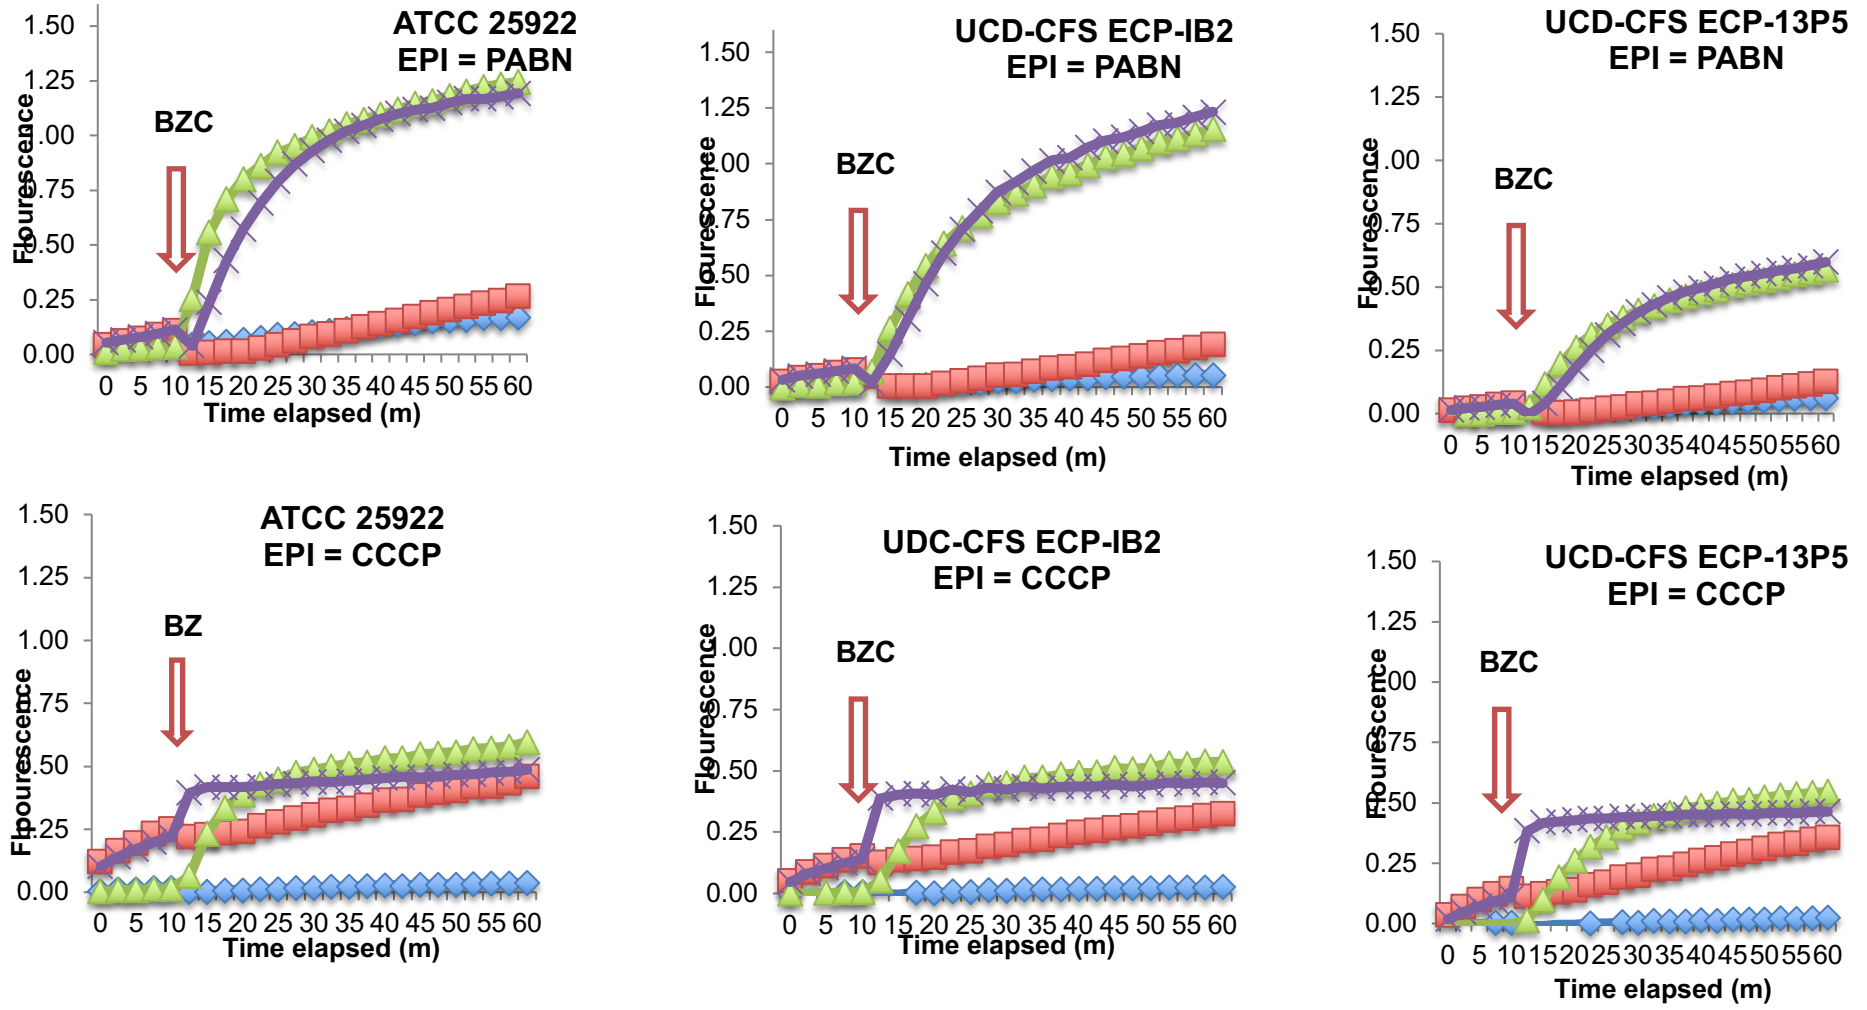 ATCC 25922
EPI = PABN
BZC
Flourescence
1.50
1.25
1.00
0.75
0.50
0.25
0.00
0 5 10 15 20 25 30 35 40 45 50 55 60
Time elapsed (m)
UCD-CFS ECP-IB2
EPI = PABN
BZC
Flourescence
1.50
1.25
1.00
0.75
0.50
0.25
0.00
0 5 10 15 20 25 30 35 40 45 50 55 60
Time elapsed (m)
UCD-CFS ECP-13P5
EPI = PABN
BZC
Flourescence
1.50
1.25
1.00
0.75
0.50
0.25
0.00
0 5 10 15 20 25 30 35 40 45 50 55 60
Time elapsed (m)
ATCC 25922
EPI = CCCP
BZ
Flpourescence
1.50
1.25
1.00
0.75
0.50
0.25
0.00
0 5 10 15 20 25 30 35 40 45 50 55 60
Time elapsed (m)
UDC-CFS ECP-IB2
EPI = CCCP
BZC
Flourescence
1.50
1.25
1.00
0.75
0.50
0.25
0.00
0 5 10 15 20 25 30 35 40 45 50 55 60
Time elapsed (m)
UCD-CFS ECP-13P5
EPI = CCCP
BZC
Flourescence
1.50
1.25
1.00
0.75
0.50
0.25
0.00
0 5 10 15 20 25 30 35 40 45 50 55 60
Time elapsed (m)